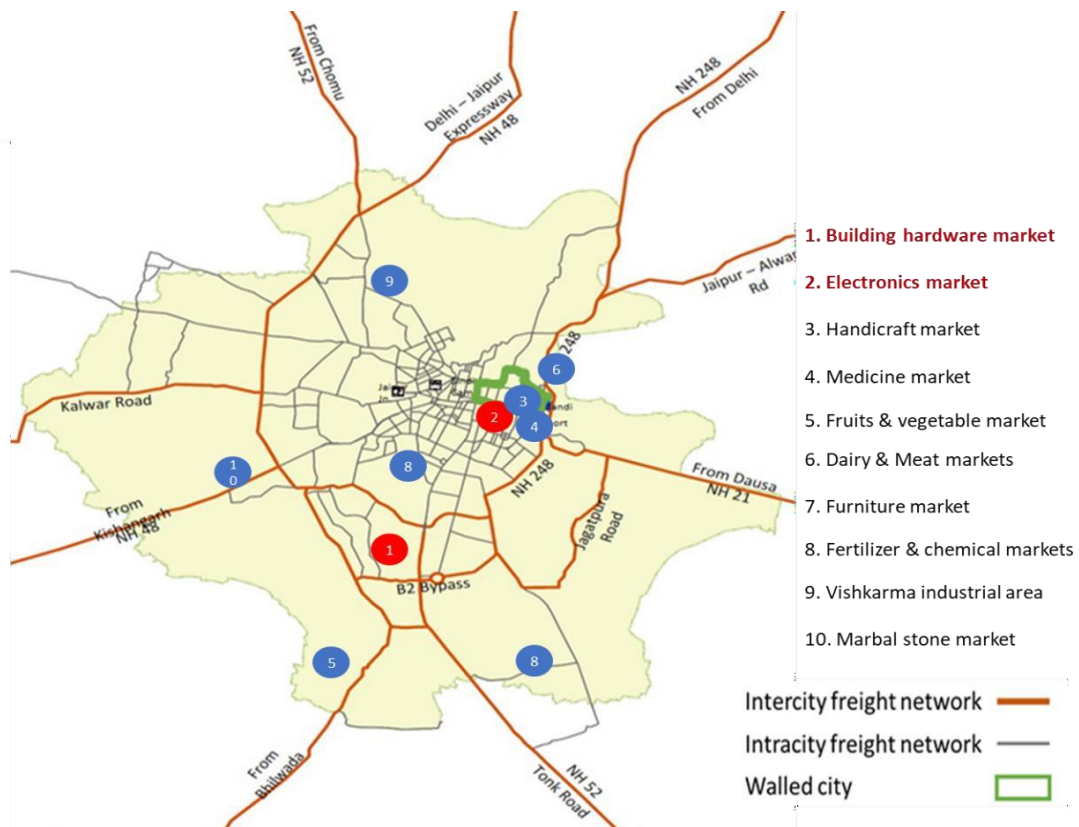 From Chomu
NH 52
Delhi – Jaipur
Expressway
NH 48
NH 248
From Delhi
Jaipur – Alwar
Rd
248
9
6
3
2
4
8
1
0
1
5
8
Kalwar Road
From
Kishangarh
NH 48
NH 248
From Dausa
NH 21
Jagatpura
Road
B2 Bypass
From
Bhilwada
NH 52
Tonk Road
1. Building hardware market
2. Electronics market
3. Handicraft market
4. Medicine market
5. Fruits & vegetable market
6. Dairy & Meat markets
7. Furniture market
8. Fertilizer & chemical markets
9. Vishkarma industrial area
10. Marbal stone market
Intercity freight network
Intracity freight network
Walled city